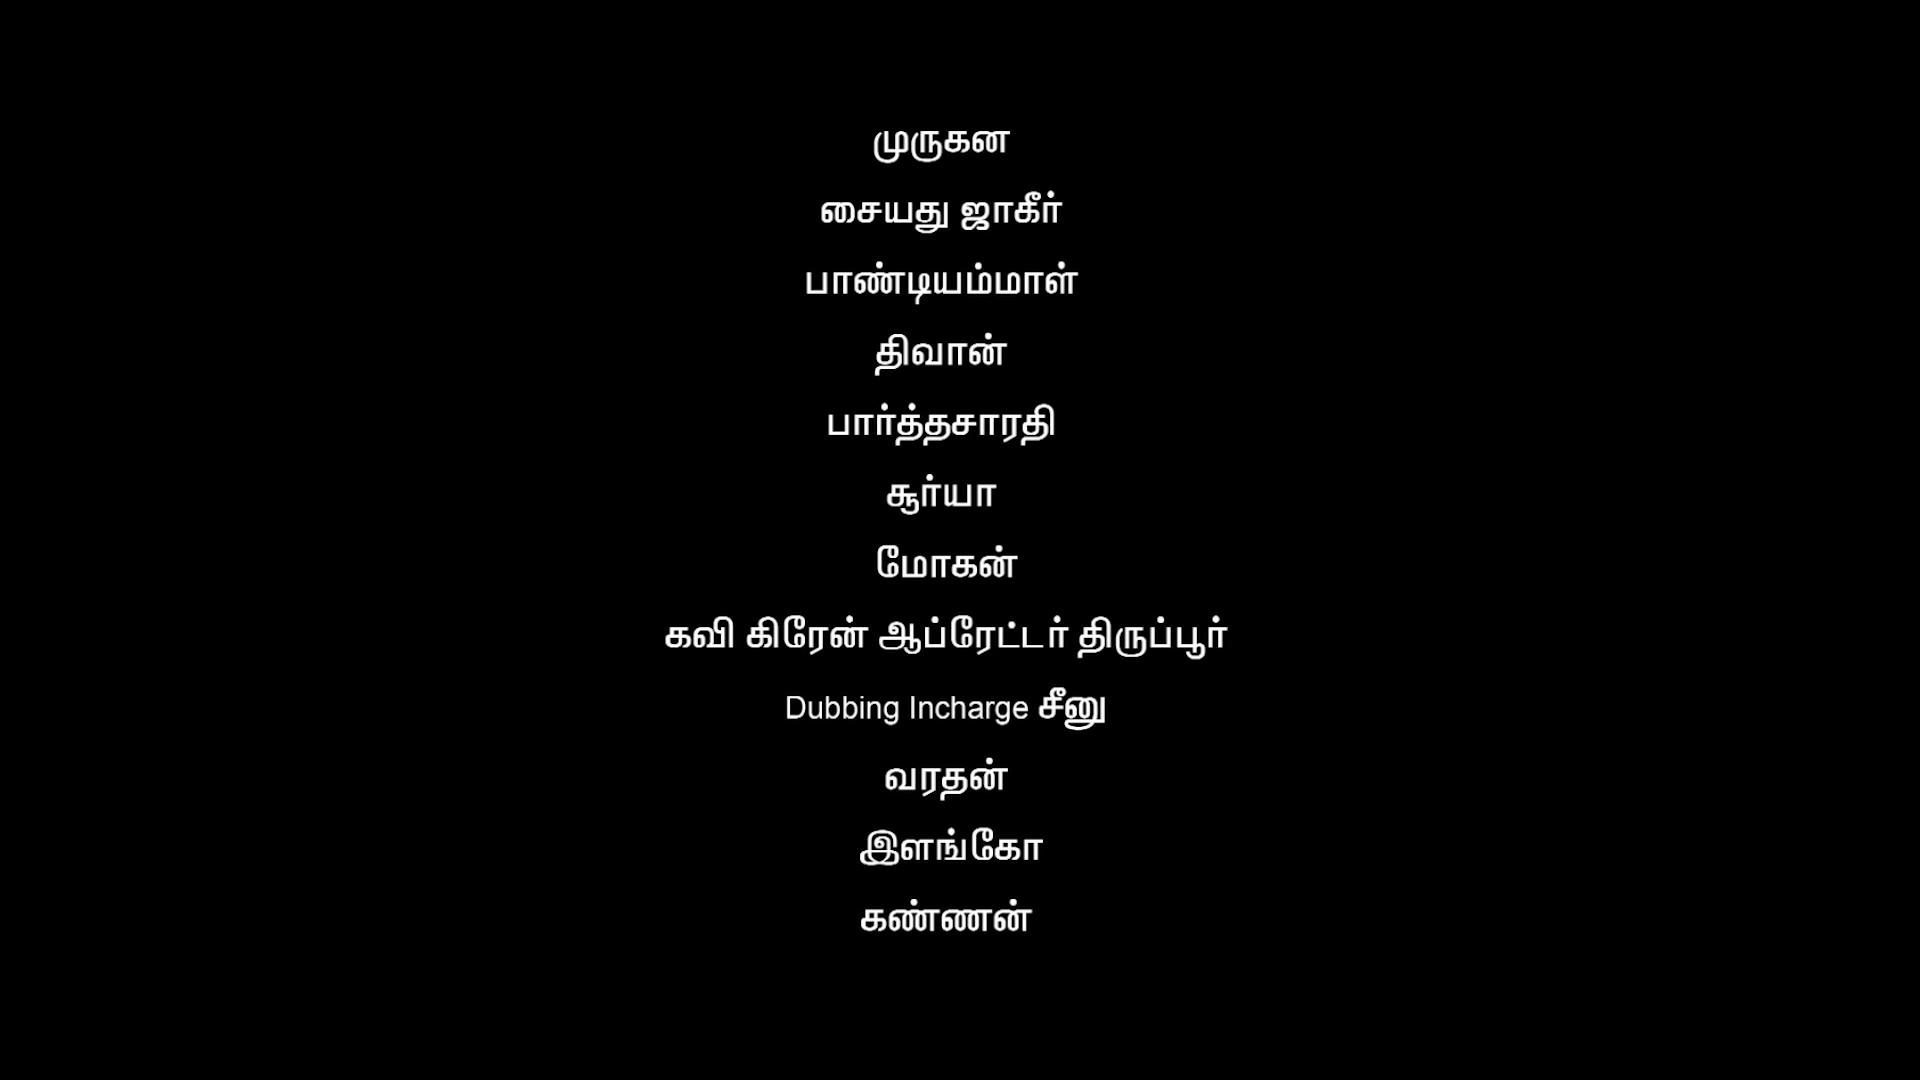 முருகன
சையது ஜாகீர்
பாண்டியம்மாள்
திவான்
பார்த்தசாரதி
சூர்யா
மோகன்
கவி கிரேன் ஆப்ரேட்டர் திருப்பூர்
Dubbing Incharge சீனு
வரதன்
இளங்கோ
கண்ணன்